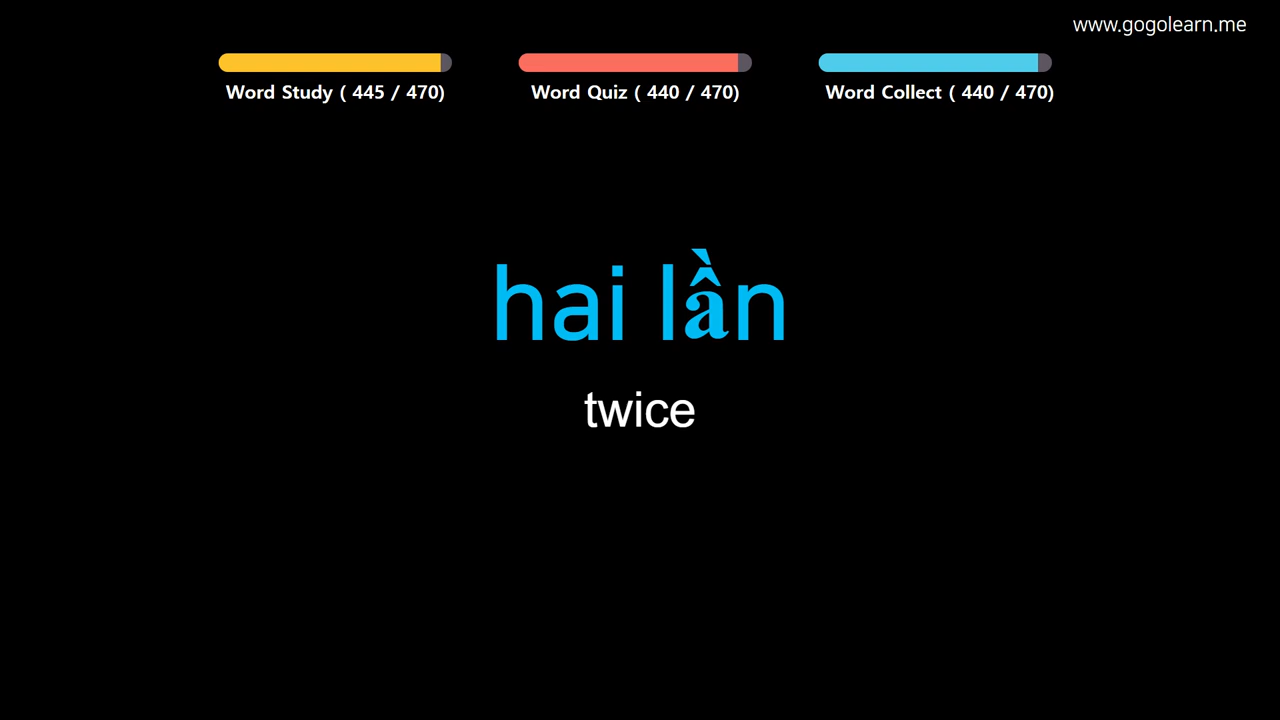 www.gogolearn.me
Word Study ( 445 / 470)
Word Quiz ( 440 / 470)
Word Collect ( 440 / 470)
hai lần
twice